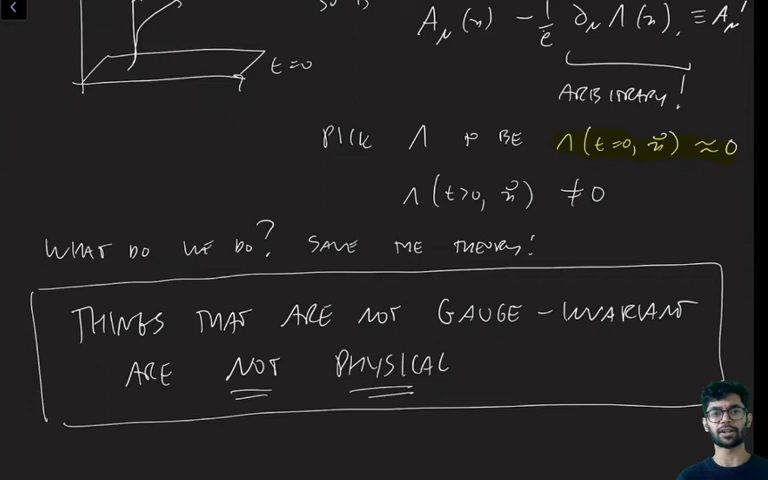 A_μ(x) - 1/e ∂_μ Λ(x), ≡ A_μ'
t=0
ARBITRARY!
PICK Λ TO BE Λ(t=0, x⃗) ≈ 0
Λ(t>0, x⃗) ≠ 0
WHAT DO WE DO? SAVE THE THEORY!
THINGS THAT ARE NOT GAUGE-INVARIANT
ARE NOT PHYSICAL